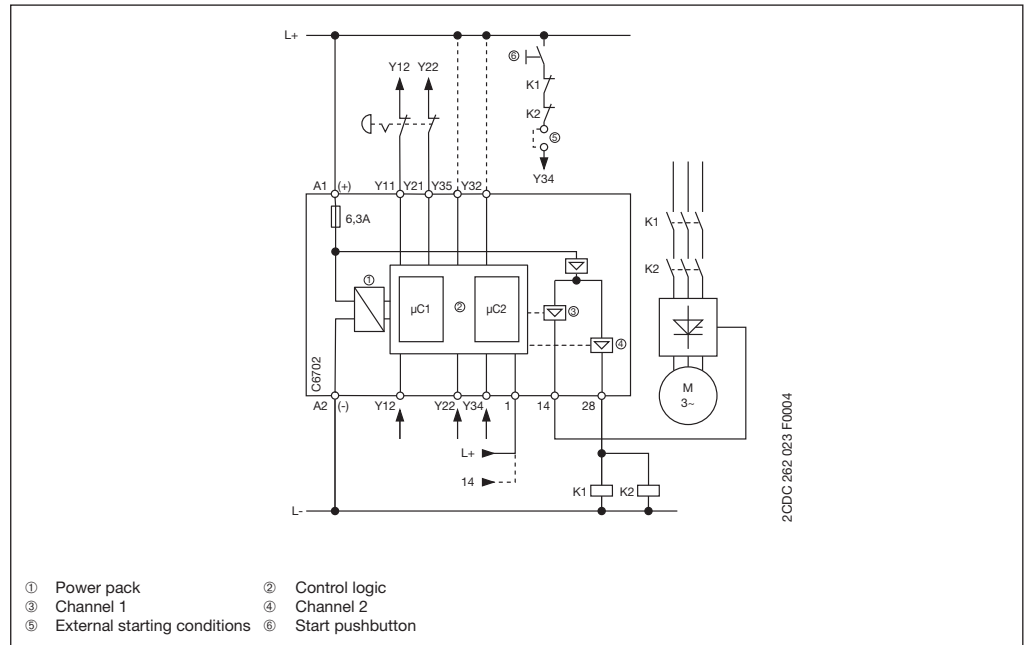 L+
⑥
Y12 Y22
K1
K2
⑤
Y34
A1 (+) Y11 Y21 Y35 Y32
6,3A
K1
K2
①
µC1 ② µC2
③
④
C6702
M
3~
A2 (-) Y12 Y22 Y34 1 14 28
L+
14
K1 K2
L-
2CDC 262 023 F0004
① Power pack ② Control logic
③ Channel 1 ④ Channel 2
⑤ External starting conditions ⑥ Start pushbutton